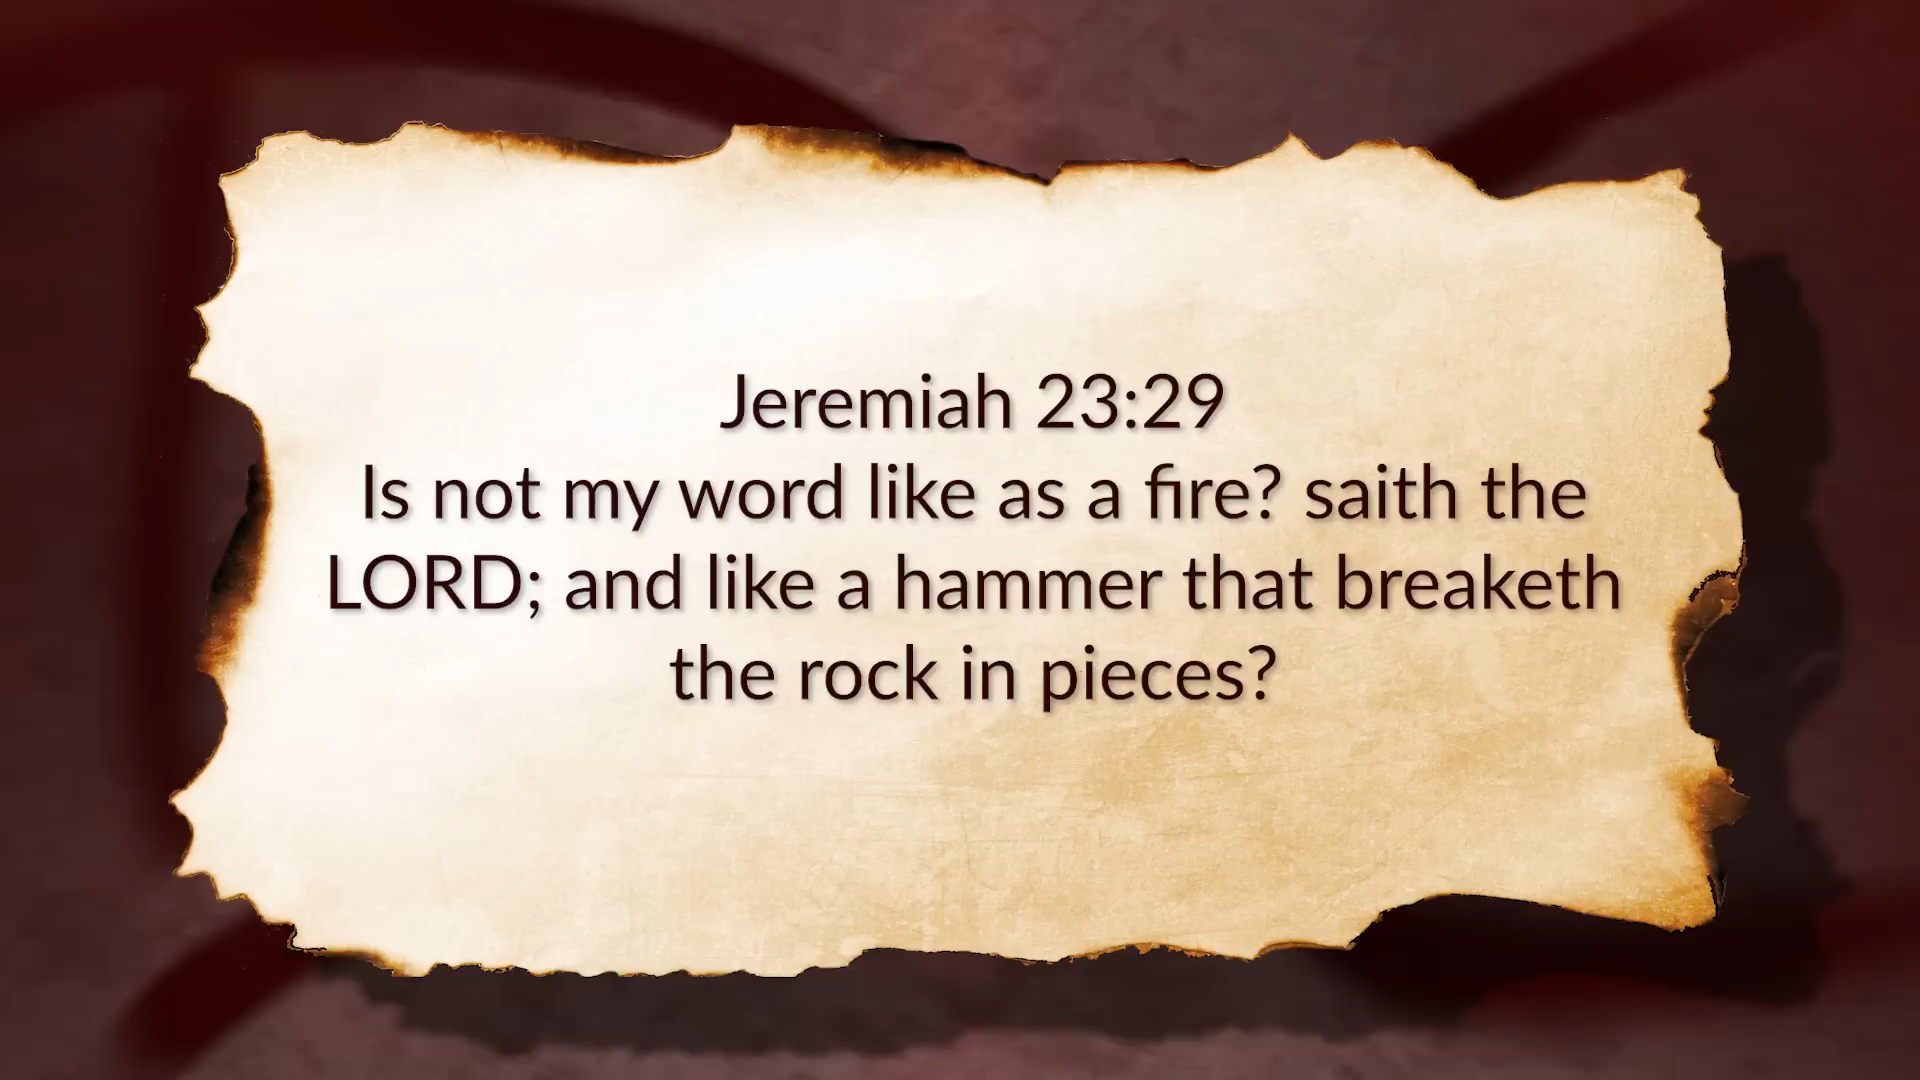 Jeremiah 23:29
Is not my word like as a fire? saith the
LORD; and like a hammer that breaketh
the rock in pieces?